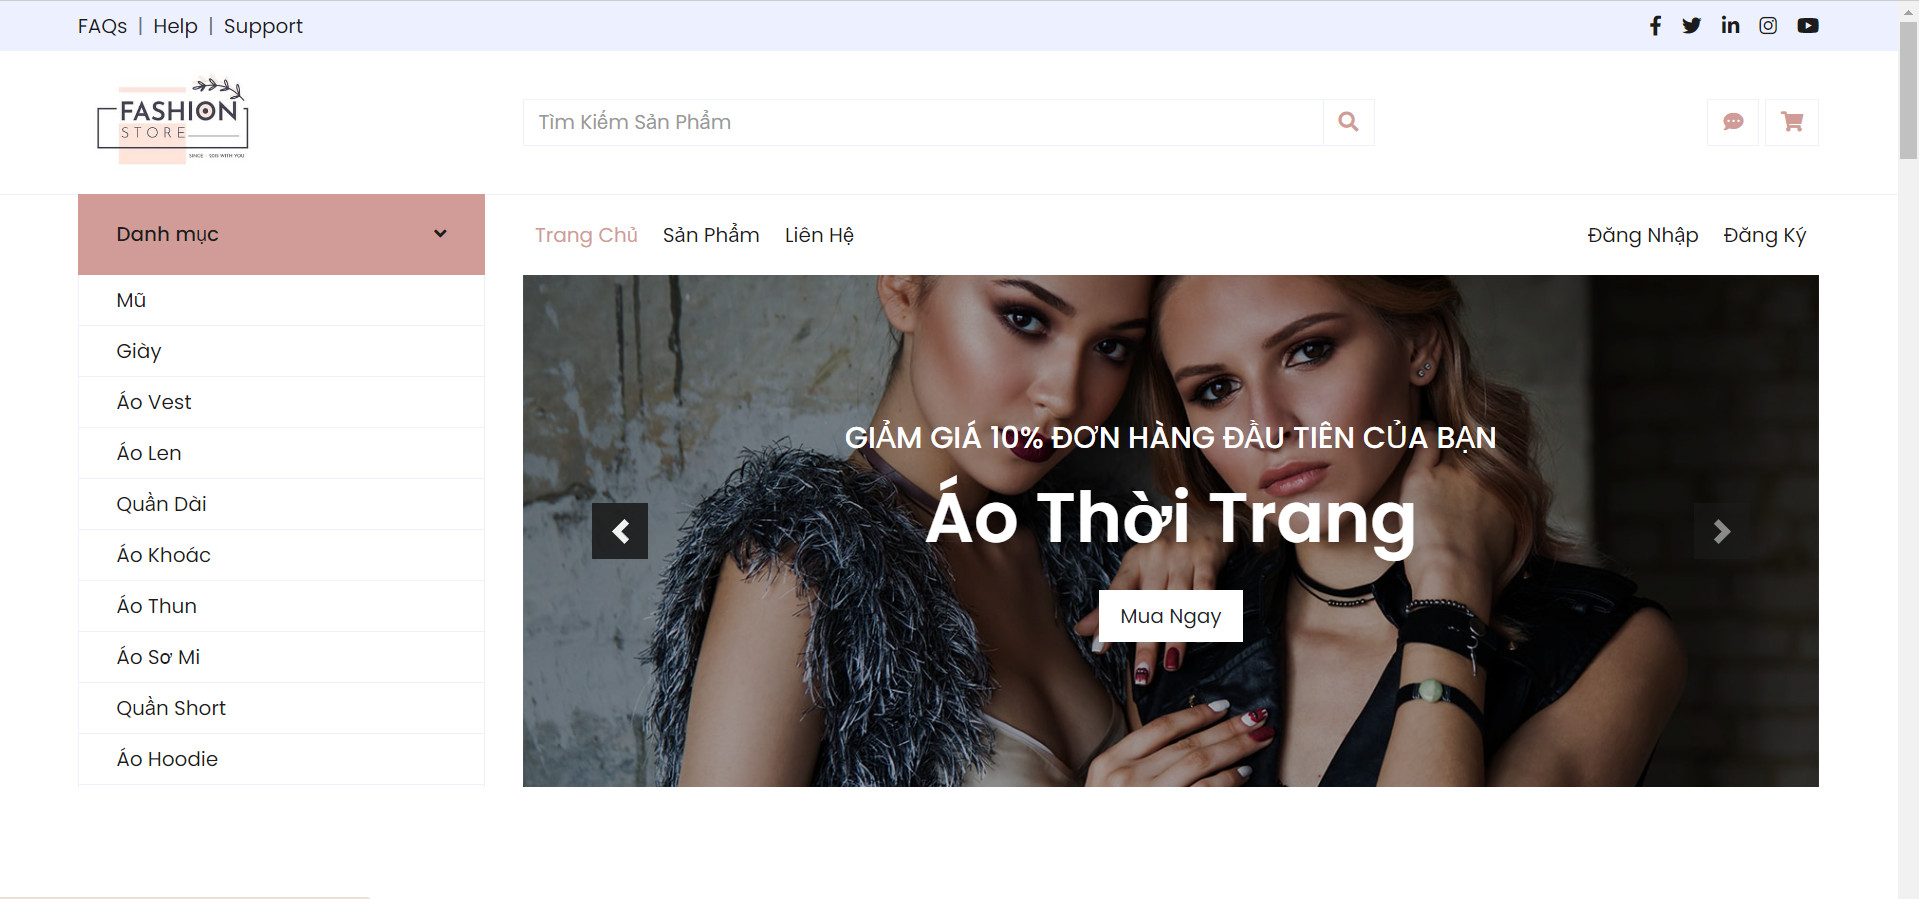 FAQs | Help | Support
FASHION
STORE
Tìm Kiếm Sản Phẩm
Danh mục
Trang Chủ Sản Phẩm Liên Hệ Đăng Nhập Đăng Ký
Mũ
Giày
Áo Vest
Áo Len
Quần Dài
Áo Khoác
Áo Thun
Áo Sơ Mi
Quần Short
Áo Hoodie
GIẢM GIÁ 10% ĐƠN HÀNG ĐẦU TIÊN CỦA BẠN
Áo Thời Trang
Mua Ngay